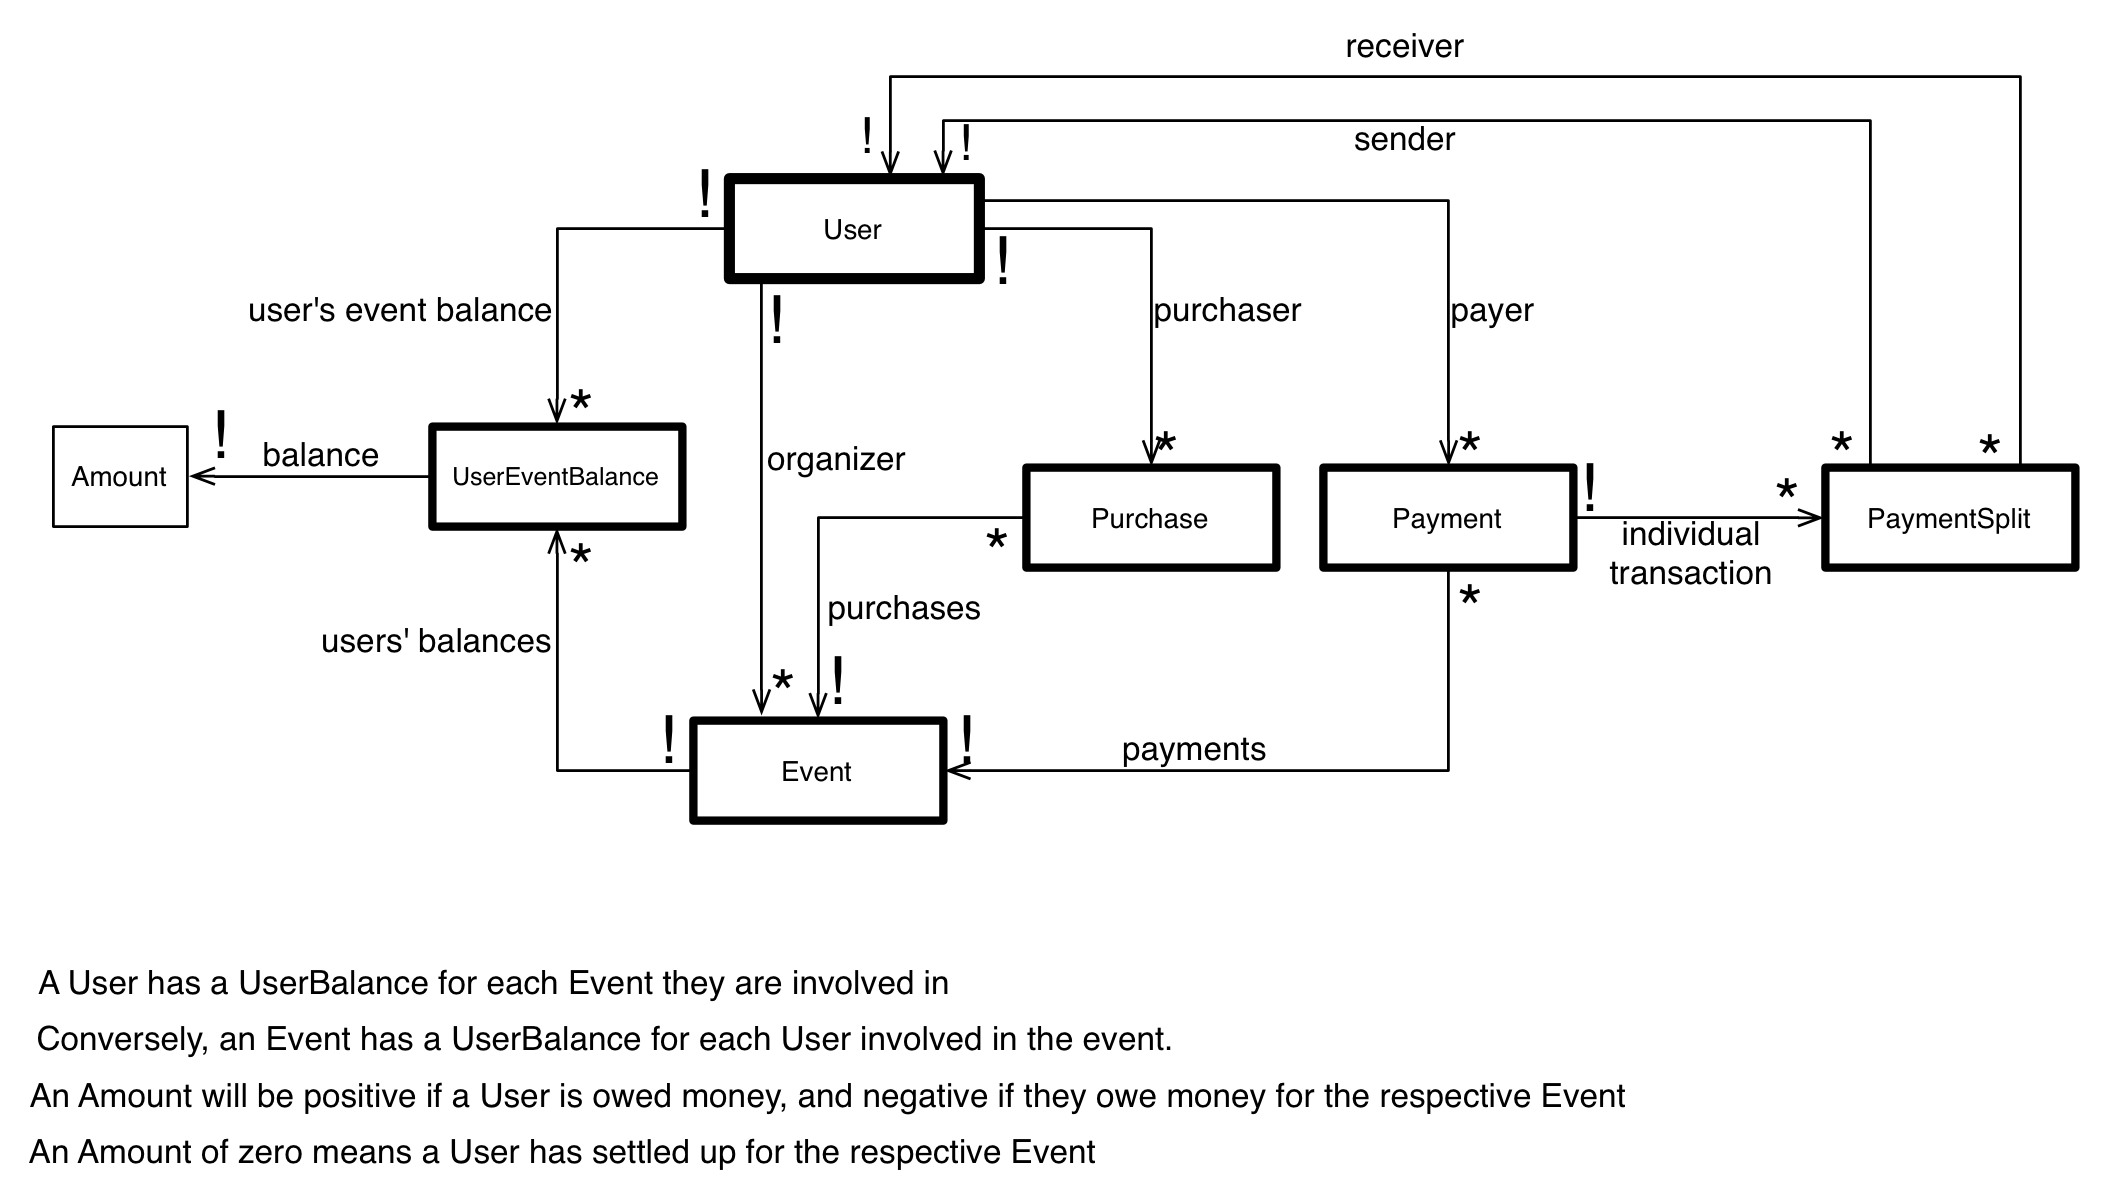 receiver
!
!
sender
!
User
!
!
user's event balance
purchaser
payer
*
!
balance
Amount
UserEventBalance
organizer
*
*
*
*
!
*
Purchase
Payment
PaymentSplit
individual
transaction
*
*
*
purchases
users' balances
*
!
!
!
payments
Event
A User has a UserBalance for each Event they are involved in
Conversely, an Event has a UserBalance for each User involved in the event.
An Amount will be positive if a User is owed money, and negative if they owe money for the respective Event
An Amount of zero means a User has settled up for the respective Event